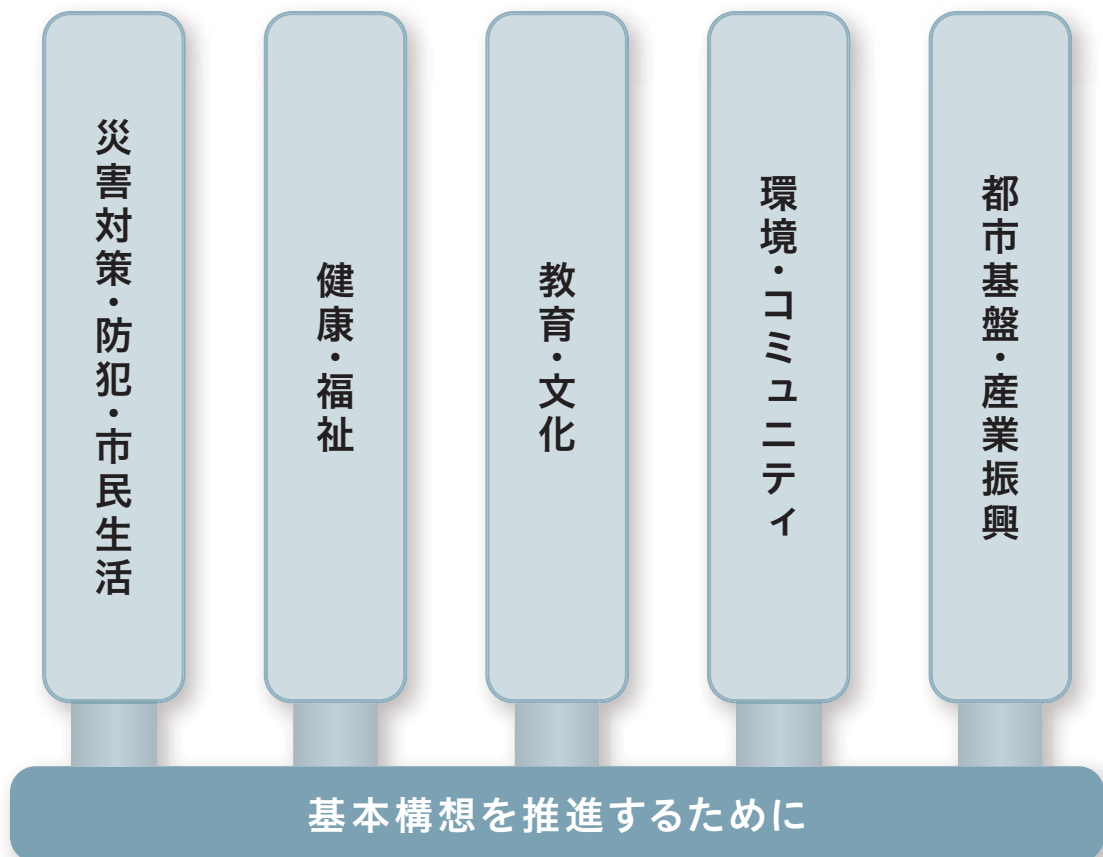 災害対策・防犯・市民生活
健康・福祉
教育・文化
環境・コミュニティ
都市基盤・産業振興
基本構想を推進するために